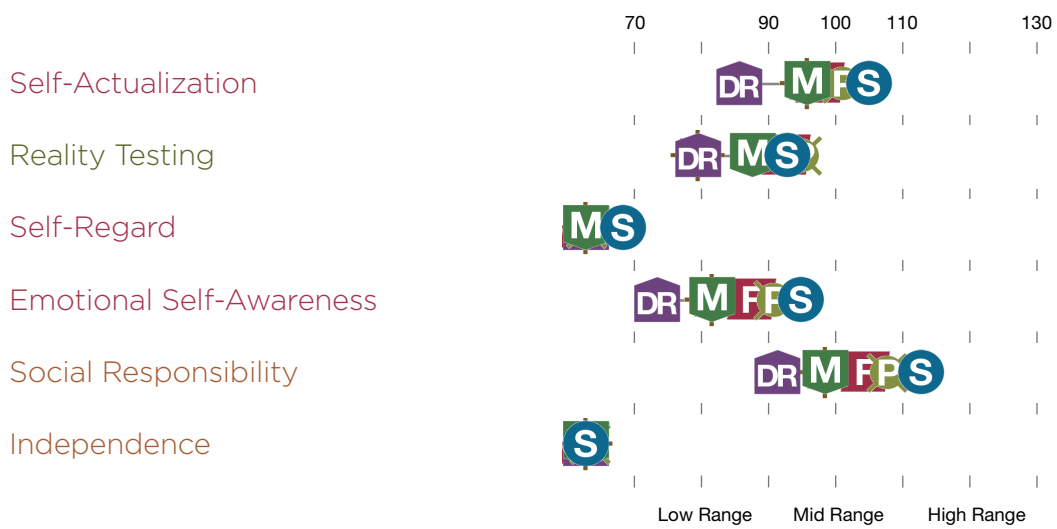 70 90 100 110 130
Self-Actualization DR M F S
Reality Testing DR M S
Self-Regard M S
Emotional Self-Awareness DR M F P S
Social Responsibility DR M F P S
Independence S
Low Range Mid Range High Range